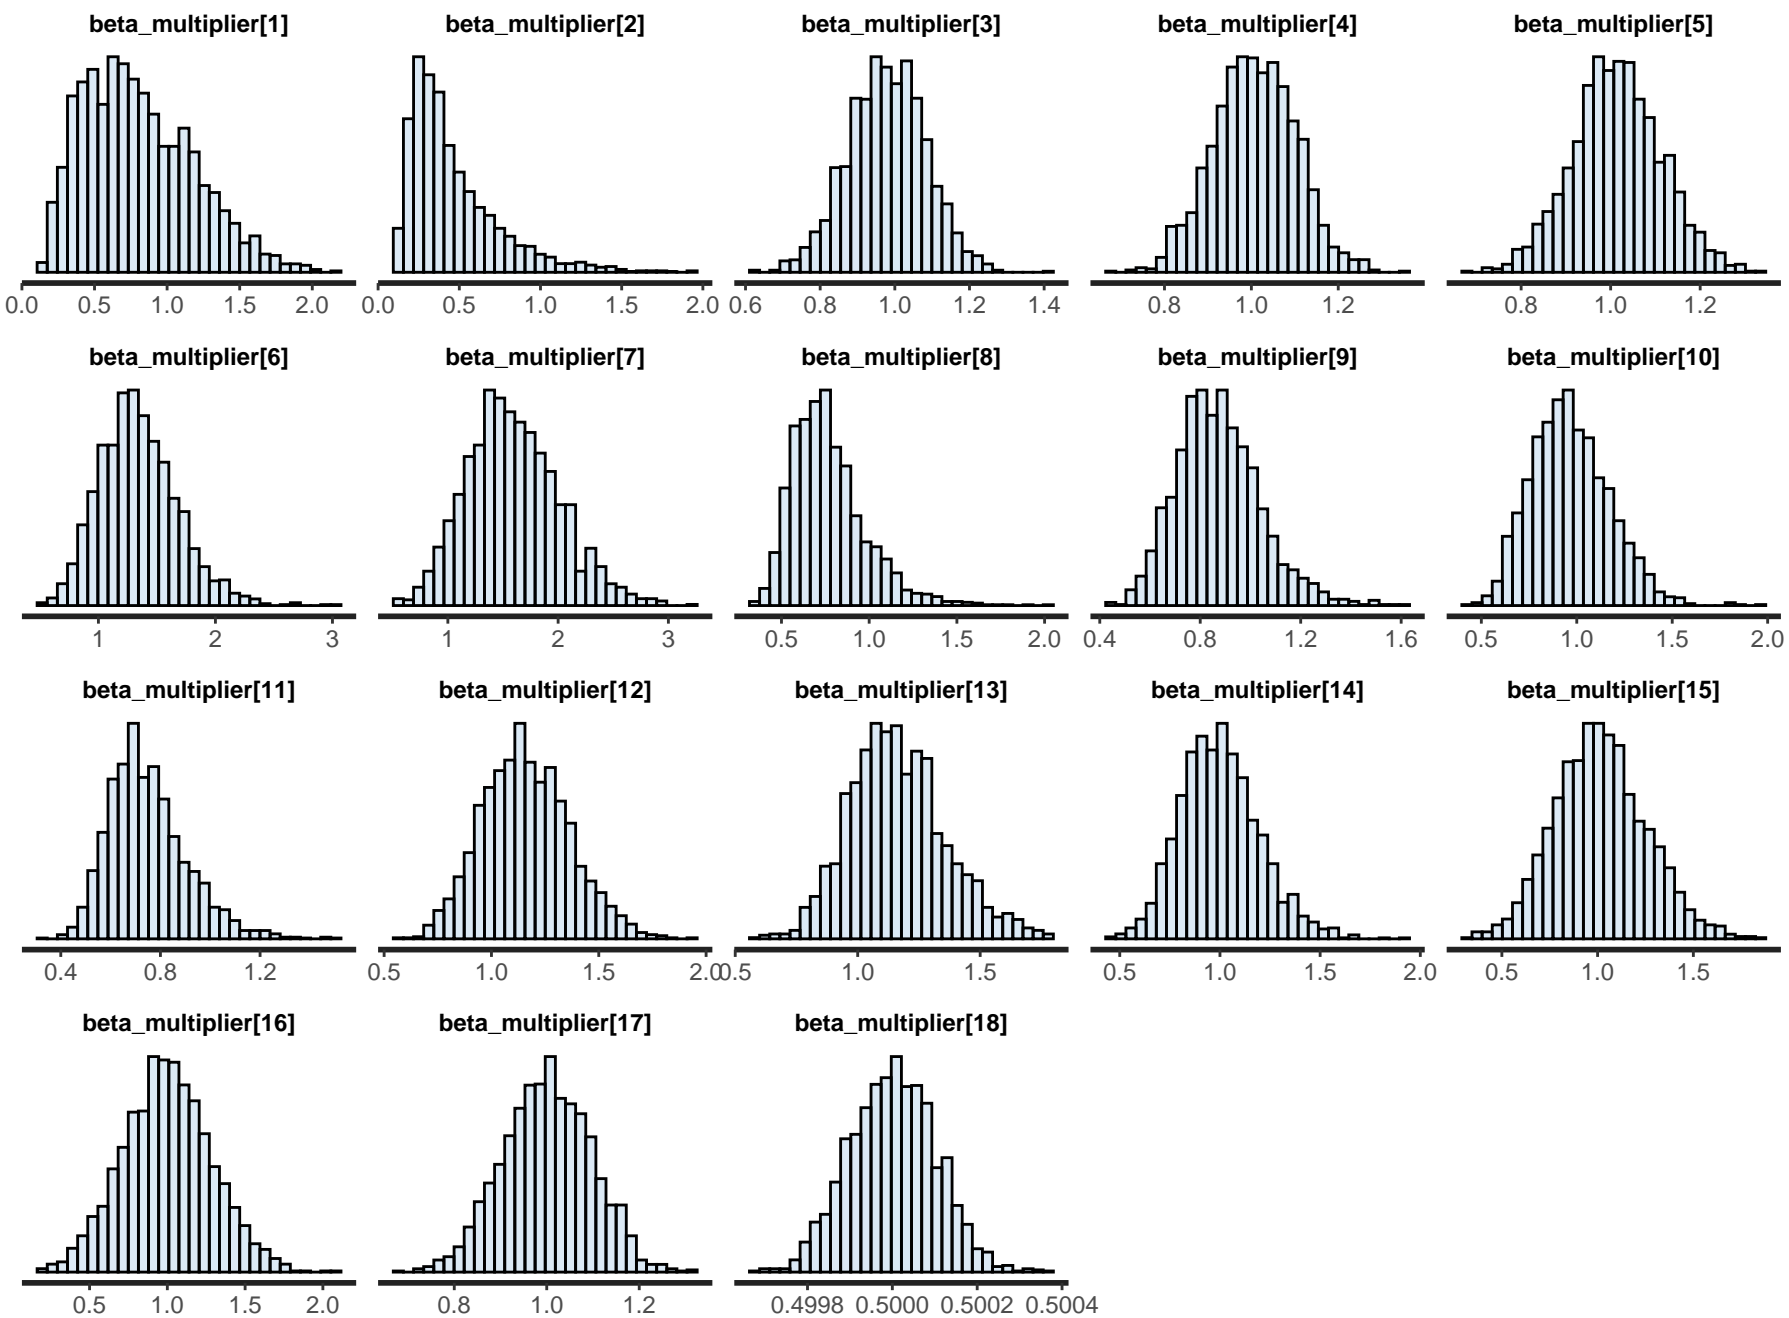 beta_multiplier[1] beta_multiplier[2] beta_multiplier[3] beta_multiplier[4] beta_multiplier[5]
0.0 0.5 1.0 1.5 2.0 0.0 0.5 1.0 1.5 2.0 0.6 0.8 1.0 1.2 1.4 0.8 1.0 1.2 0.8 1.0 1.2
beta_multiplier[6] beta_multiplier[7] beta_multiplier[8] beta_multiplier[9] beta_multiplier[10]
1 2 3 1 2 3 0.5 1.0 1.5 2.0 0.4 0.8 1.2 1.6 0.5 1.0 1.5 2.0
beta_multiplier[11] beta_multiplier[12] beta_multiplier[13] beta_multiplier[14] beta_multiplier[15]
0.4 0.8 1.2 0.5 1.0 1.5 2.0 0.5 1.0 1.5 0.5 1.0 1.5 2.0 0.5 1.0 1.5
beta_multiplier[16] beta_multiplier[17] beta_multiplier[18]
0.5 1.0 1.5 2.0 0.8 1.0 1.2 0.4998 0.5000 0.5002 0.5004